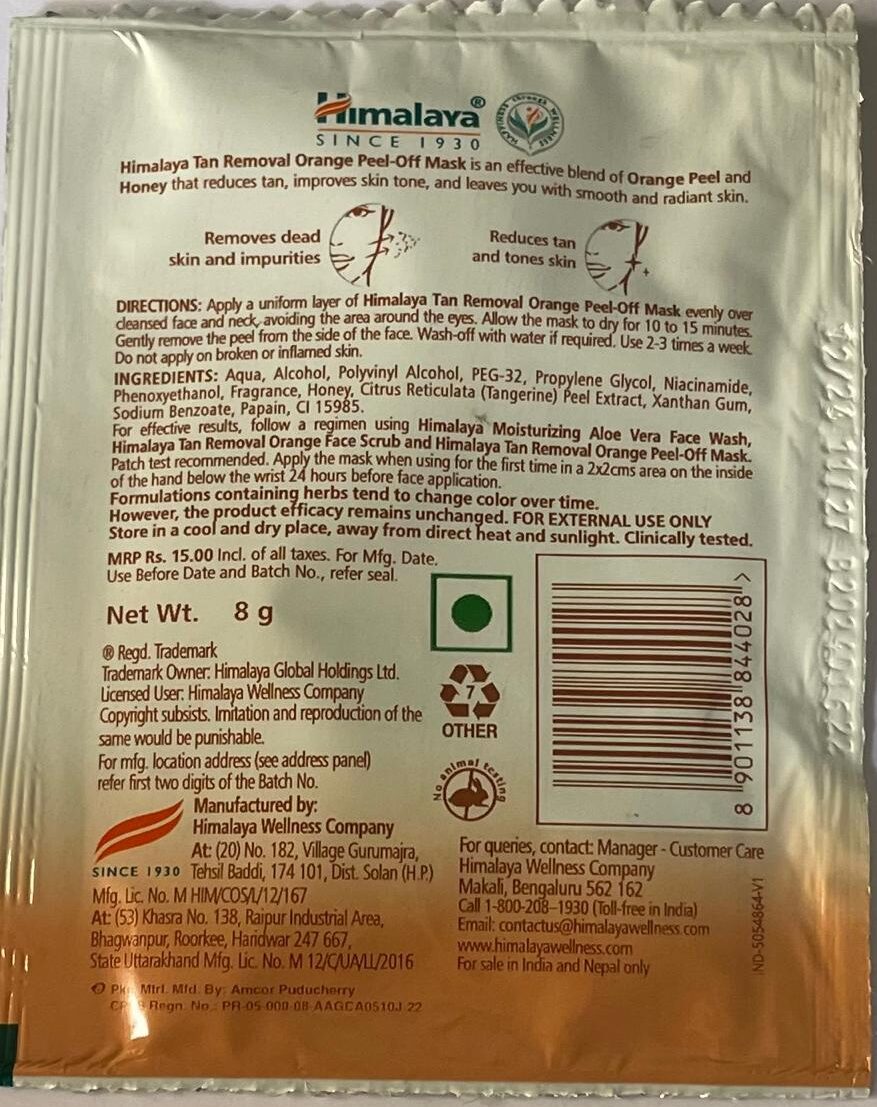 Himalaya®
SINCE 1930
HAPPINESS through WELLNESS
Himalaya Tan Removal Orange Peel-Off Mask is an effective blend of Orange Peel and
Honey that reduces tan, improves skin tone, and leaves you with smooth and radiant skin.
Removes dead
skin and impurities
Reduces tan
and tones skin
DIRECTIONS: Apply a uniform layer of Himalaya Tan Removal Orange Peel-Off Mask evenly over
cleansed face and neck, avoiding the area around the eyes. Allow the mask to dry for 10 to 15 minutes.
Gently remove the peel from the side of the face. Wash-off with water if required. Use 2-3 times a week.
Do not apply on broken or inflamed skin.
INGREDIENTS: Aqua, Alcohol, Polyvinyl Alcohol, PEG-32, Propylene Glycol, Niacinamide,
Phenoxyethanol, Fragrance, Honey, Citrus Reticulata (Tangerine) Peel Extract, Xanthan Gum,
Sodium Benzoate, Papain, CI 15985.
For effective results, follow a regimen using Himalaya Moisturizing Aloe Vera Face Wash,
Himalaya Tan Removal Orange Face Scrub and Himalaya Tan Removal Orange Peel-Off Mask.
Patch test recommended. Apply the mask when using for the first time in a 2x2cms area on the inside
of the hand below the wrist 24 hours before face application.
Formulations containing herbs tend to change color over time.
However, the product efficacy remains unchanged. FOR EXTERNAL USE ONLY
Store in a cool and dry place, away from direct heat and sunlight. Clinically tested.
MRP Rs. 15.00 Incl. of all taxes. For Mfg. Date.
Use Before Date and Batch No., refer seal.
Net Wt. 8 g
® Regd. Trademark
Trademark Owner: Himalaya Global Holdings Ltd.
Licensed User: Himalaya Wellness Company
Copyright subsists. Imitation and reproduction of the
same would be punishable.
For mfg. location address (see address panel)
refer first two digits of the Batch No.
7
OTHER
No animal testing
8 901138 844028 >
Manufactured by:
Himalaya Wellness Company
At: (20) No. 182, Village Gurumajra,
SINCE 1930 Tehsil Baddi, 174 101, Dist. Solan (H.P.)
Mfg. Lic. No. M HIM/COS/L/12/167
At: (53) Khasra No. 138, Raipur Industrial Area,
Bhagwanpur, Roorkee, Haridwar 247 667,
State Uttarakhand Mfg. Lic. No. M 12/C/UA/LL/2016
Mtrl. Mfd. By: Amcor Puducherry
Regn. No.: PR-05-000-08-AAGCA0510J-22
For queries, contact: Manager - Customer Care
Himalaya Wellness Company
Makali, Bengaluru 562 162
Call 1-800-208-1930 (Toll-free in India)
Email: contactus@himalayawellness.com
www.himalayawellness.com
For sale in India and Nepal only
IND-5054864-V1
11/27